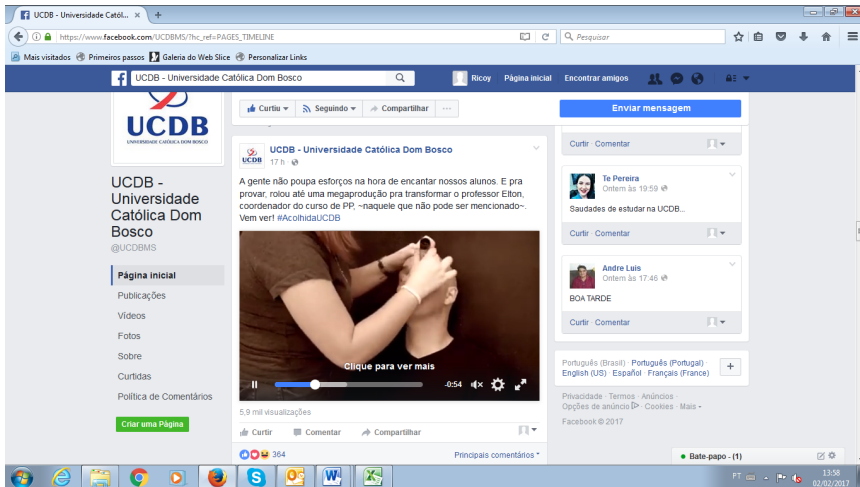 UCDB - Universidade Catól...
https://www.facebook.com/UCDBMS/?hc_ref=PAGES_TIMELINE
Pesquisar
Mais visitados
Primeiros passos
Galeria do Web Slice
Personalizar Links
UCDB - Universidade Católica Dom Bosco
Ricoy
Página inicial
Encontrar amigos
UCDB
UNIVERSIDADE CATÓLICA DOM BOSCO
UCDB -
Universidade
Católica Dom
Bosco
@UCDBMS
Página inicial
Publicações
Vídeos
Fotos
Sobre
Curtidas
Política de Comentários
Criar uma Página
Curtiu
Seguindo
Compartilhar
...
Enviar mensagem
UCDB
UCDB - Universidade Católica Dom Bosco
17 h ·
A gente não poupa esforços na hora de encantar nossos alunos. E pra
provar, rolou até uma megaprodução pra transformar o professor Elton,
coordenador do curso de PP, ~naquele que não pode ser mencionado~.
Vem ver! #AcolhidaUCDB
Clique para ver mais
-0:54
5,9 mil visualizações
Curtir
Comentar
Compartilhar
364
Principais comentários
Curtir · Comentar
Te Pereira
Ontem às 19:59
Saudades de estudar na UCDB...
Curtir · Comentar
Andre Luis
Ontem às 17:46
BOA TARDE
Curtir · Comentar
Português (Brasil) · Português (Portugal) ·
English (US) · Español · Français (France)
Privacidade · Termos · Anúncios ·
Opções de anúncio · Cookies · Mais
Facebook © 2017
Bate-papo - (1)
PT
13:58
02/02/2017